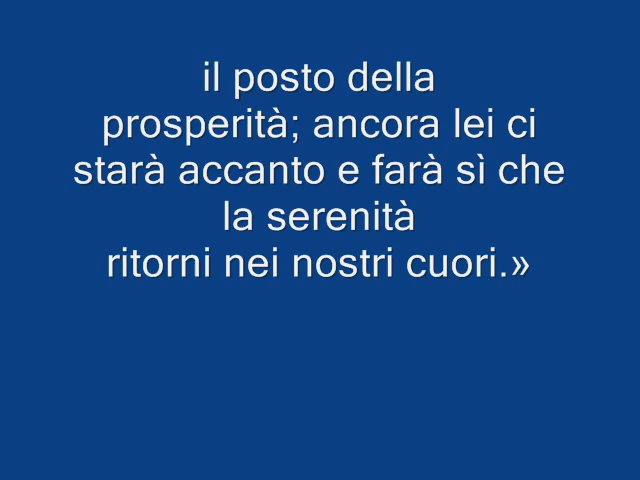 il posto della
prosperità; ancora lei ci
starà accanto e farà sì che
la serenità
ritorni nei nostri cuori.»